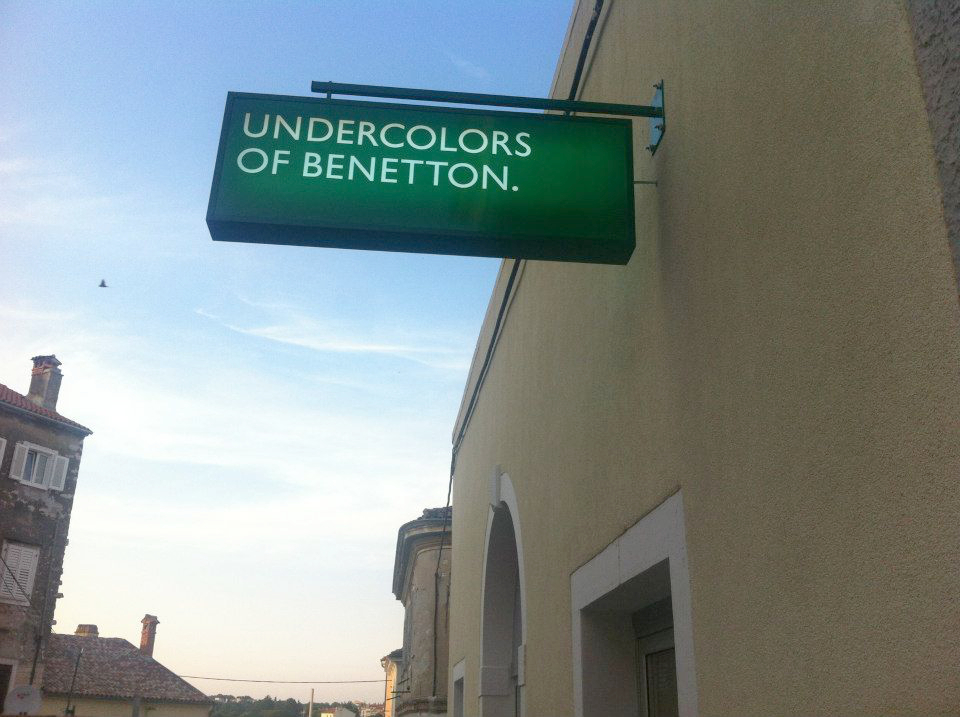 UNDERCOLORS
OF BENETTON.